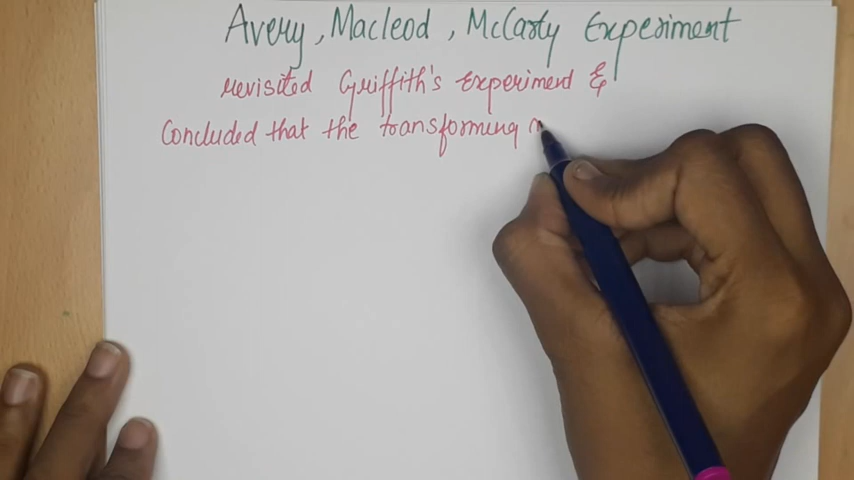 Avery, Macleod, McCarty Experiment
revisited Griffith's Experiment &
Concluded that the transforming